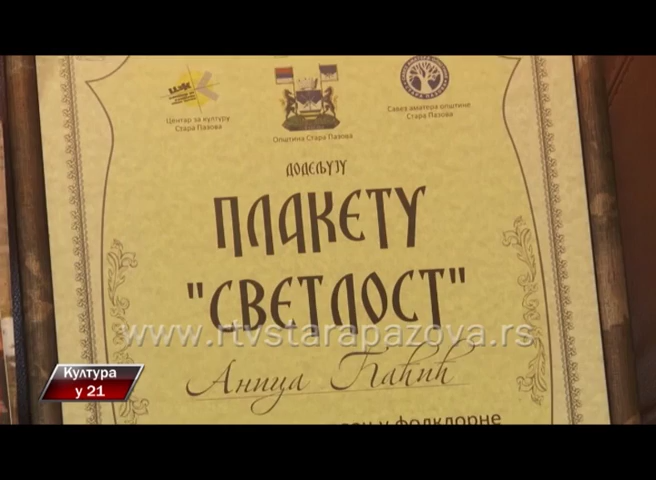 Центар за културу
Стара Пазова
Општина Стара Пазова
Савез аматера општине
Стара Пазова
ДОДЕЉУЈУ
ПЛАКЕТУ
"СВЕТЛОСТ"
www.rtvstarapazova.rs
Аница
Култура
у 21
у фолклорне